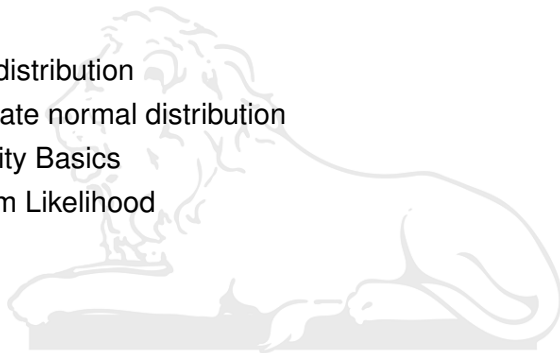 distribution
ate normal distribution
ity Basics
m Likelihood